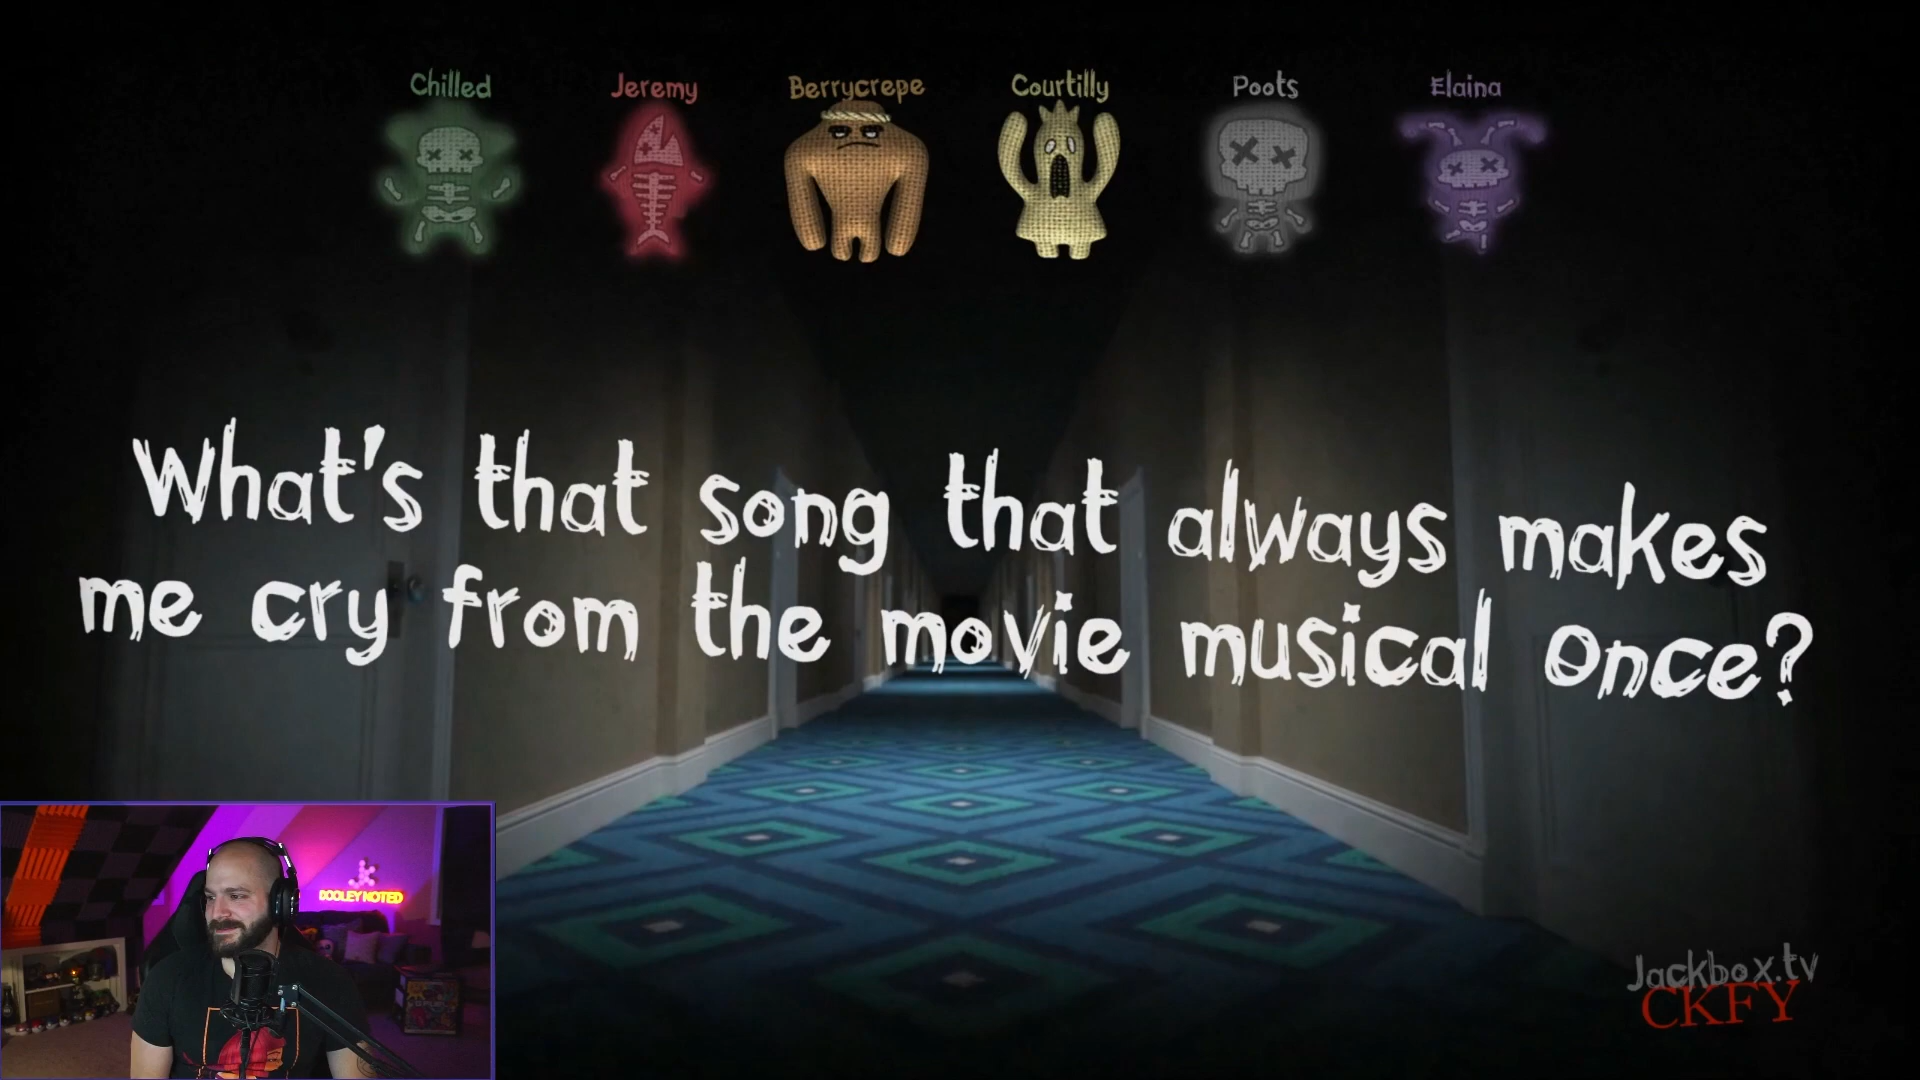 Chilled
Jeremy
Berrycrepe
Courtilly
Poots
Elaina
What's that song that always makes
me cry from the movie musical Once?
DOOLEY NOTED
Jackbox.tv
CKFY